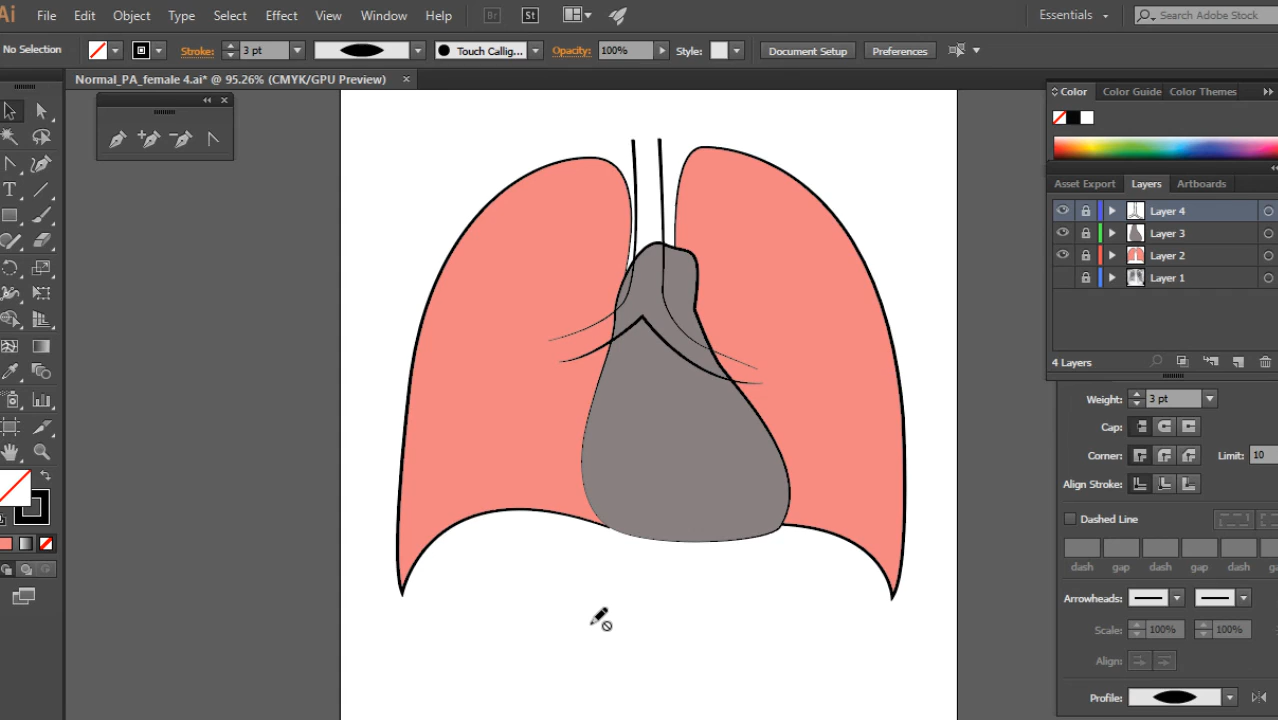 Ai File Edit Object Type Select Effect View Window Help Br St Essentials Search Adobe Stock
No Selection Stroke: 3 pt Touch Callig... Opacity: 100% Style: Document Setup Preferences
Normal_PA_female 4.ai* @ 95.26% (CMYK/GPU Preview) ×
Color Color Guide Color Themes
Asset Export Layers Artboards
Layer 4
Layer 3
Layer 2
Layer 1
4 Layers
Weight: 3 pt
Cap:
Corner: Limit: 10
Align Stroke:
Dashed Line
dash gap dash gap dash
Arrowheads:
Scale: 100% 100%
Align:
Profile: